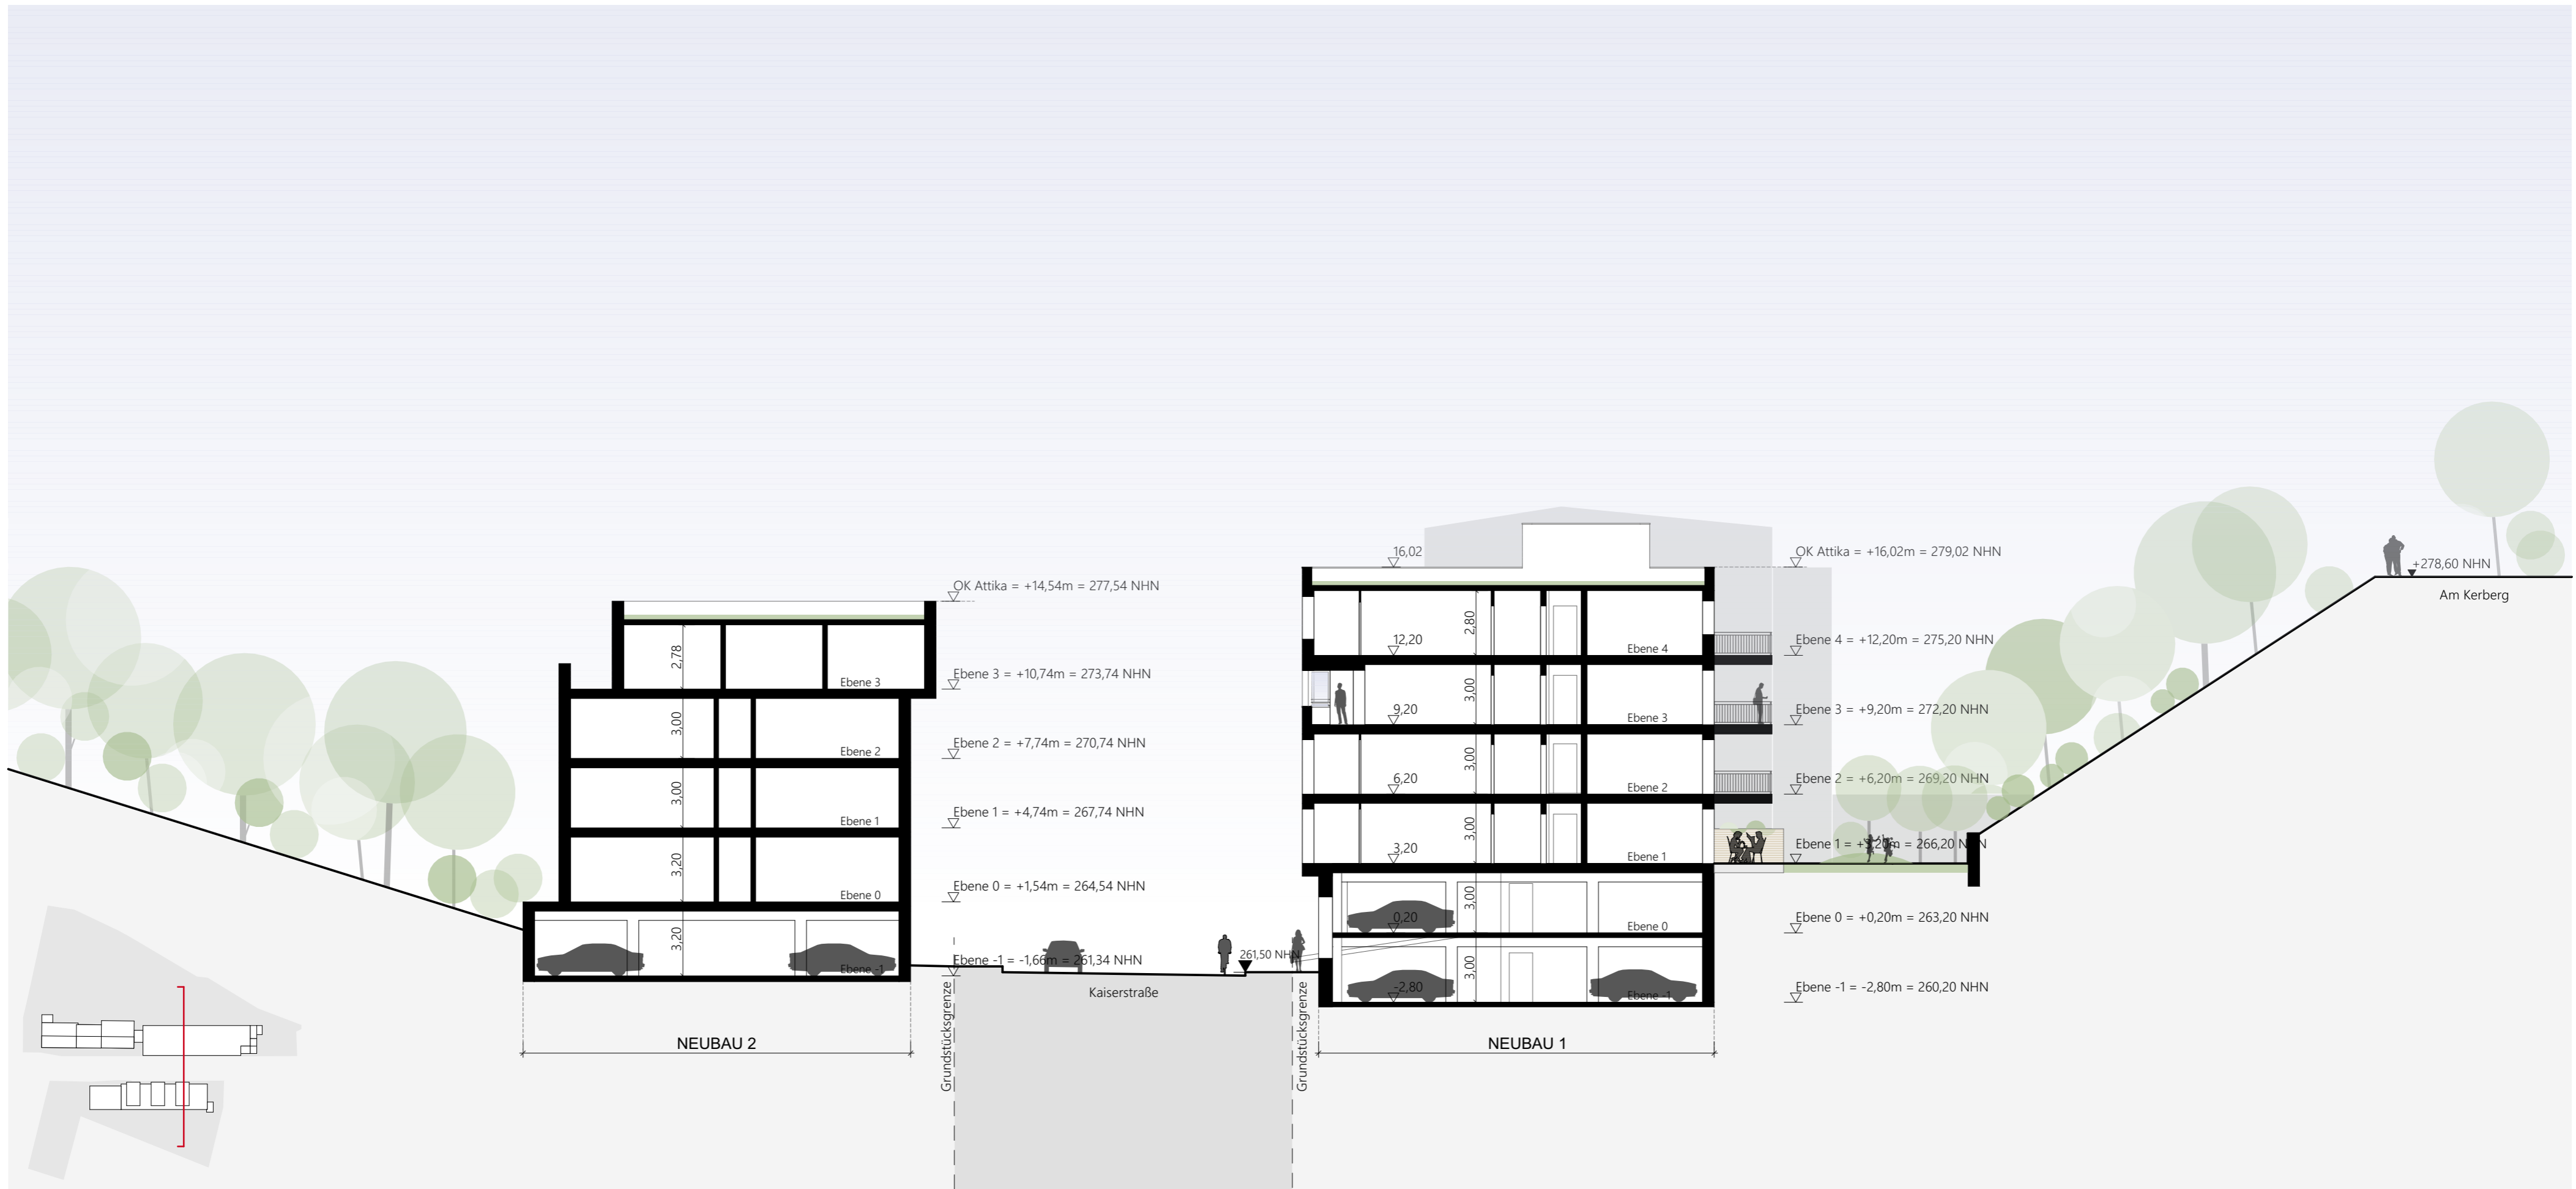 OK Attika = +14,54m = 277,54 NHN
2,78
Ebene 3
Ebene 3 = +10,74m = 273,74 NHN
3,00
Ebene 2
Ebene 2 = +7,74m = 270,74 NHN
3,00
Ebene 1
Ebene 1 = +4,74m = 267,74 NHN
3,20
Ebene 0
Ebene 0 = +1,54m = 264,54 NHN
3,20
Ebene -1
Ebene -1 = -1,66m = 261,34 NHN
NEUBAU 2
Grundstücksgrenze
Kaiserstraße
261,50 NHN
Grundstücksgrenze
16,02
OK Attika = +16,02m = 279,02 NHN
2,80
12,20
Ebene 4
Ebene 4 = +12,20m = 275,20 NHN
3,00
9,20
Ebene 3
Ebene 3 = +9,20m = 272,20 NHN
3,00
6,20
Ebene 2
Ebene 2 = +6,20m = 269,20 NHN
3,00
3,20
Ebene 1
Ebene 1 = +3,20m = 266,20 NHN
3,00
0,20
Ebene 0
Ebene 0 = +0,20m = 263,20 NHN
3,00
-2,80
Ebene -1
Ebene -1 = -2,80m = 260,20 NHN
NEUBAU 1
+278,60 NHN
Am Kerberg